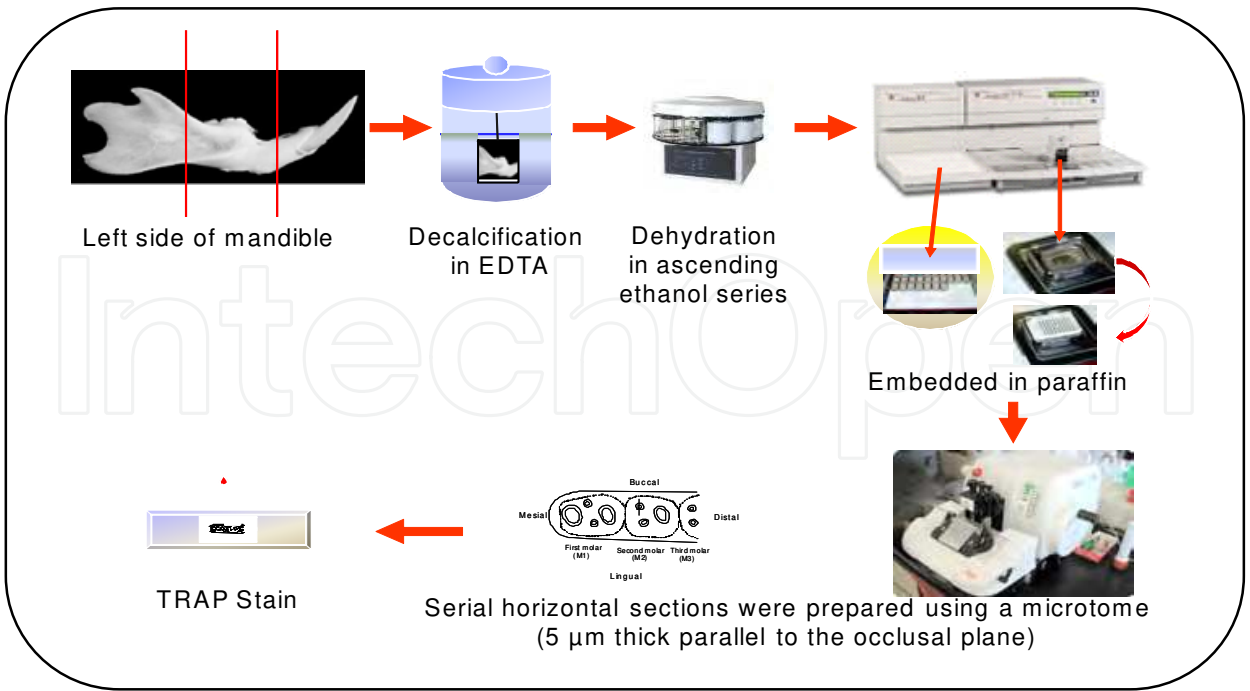 Left side of mandible
Decalcification
in EDTA
Dehydration
in ascending
ethanol series
Embedded in paraffin
IntechOpen
Buccal
Mesial
Distal
First molar
(M1)
Second molar
(M2)
Third molar
(M3)
Lingual
TRAP Stain
Serial horizontal sections were prepared using a microtome
(5 µm thick parallel to the occlusal plane)